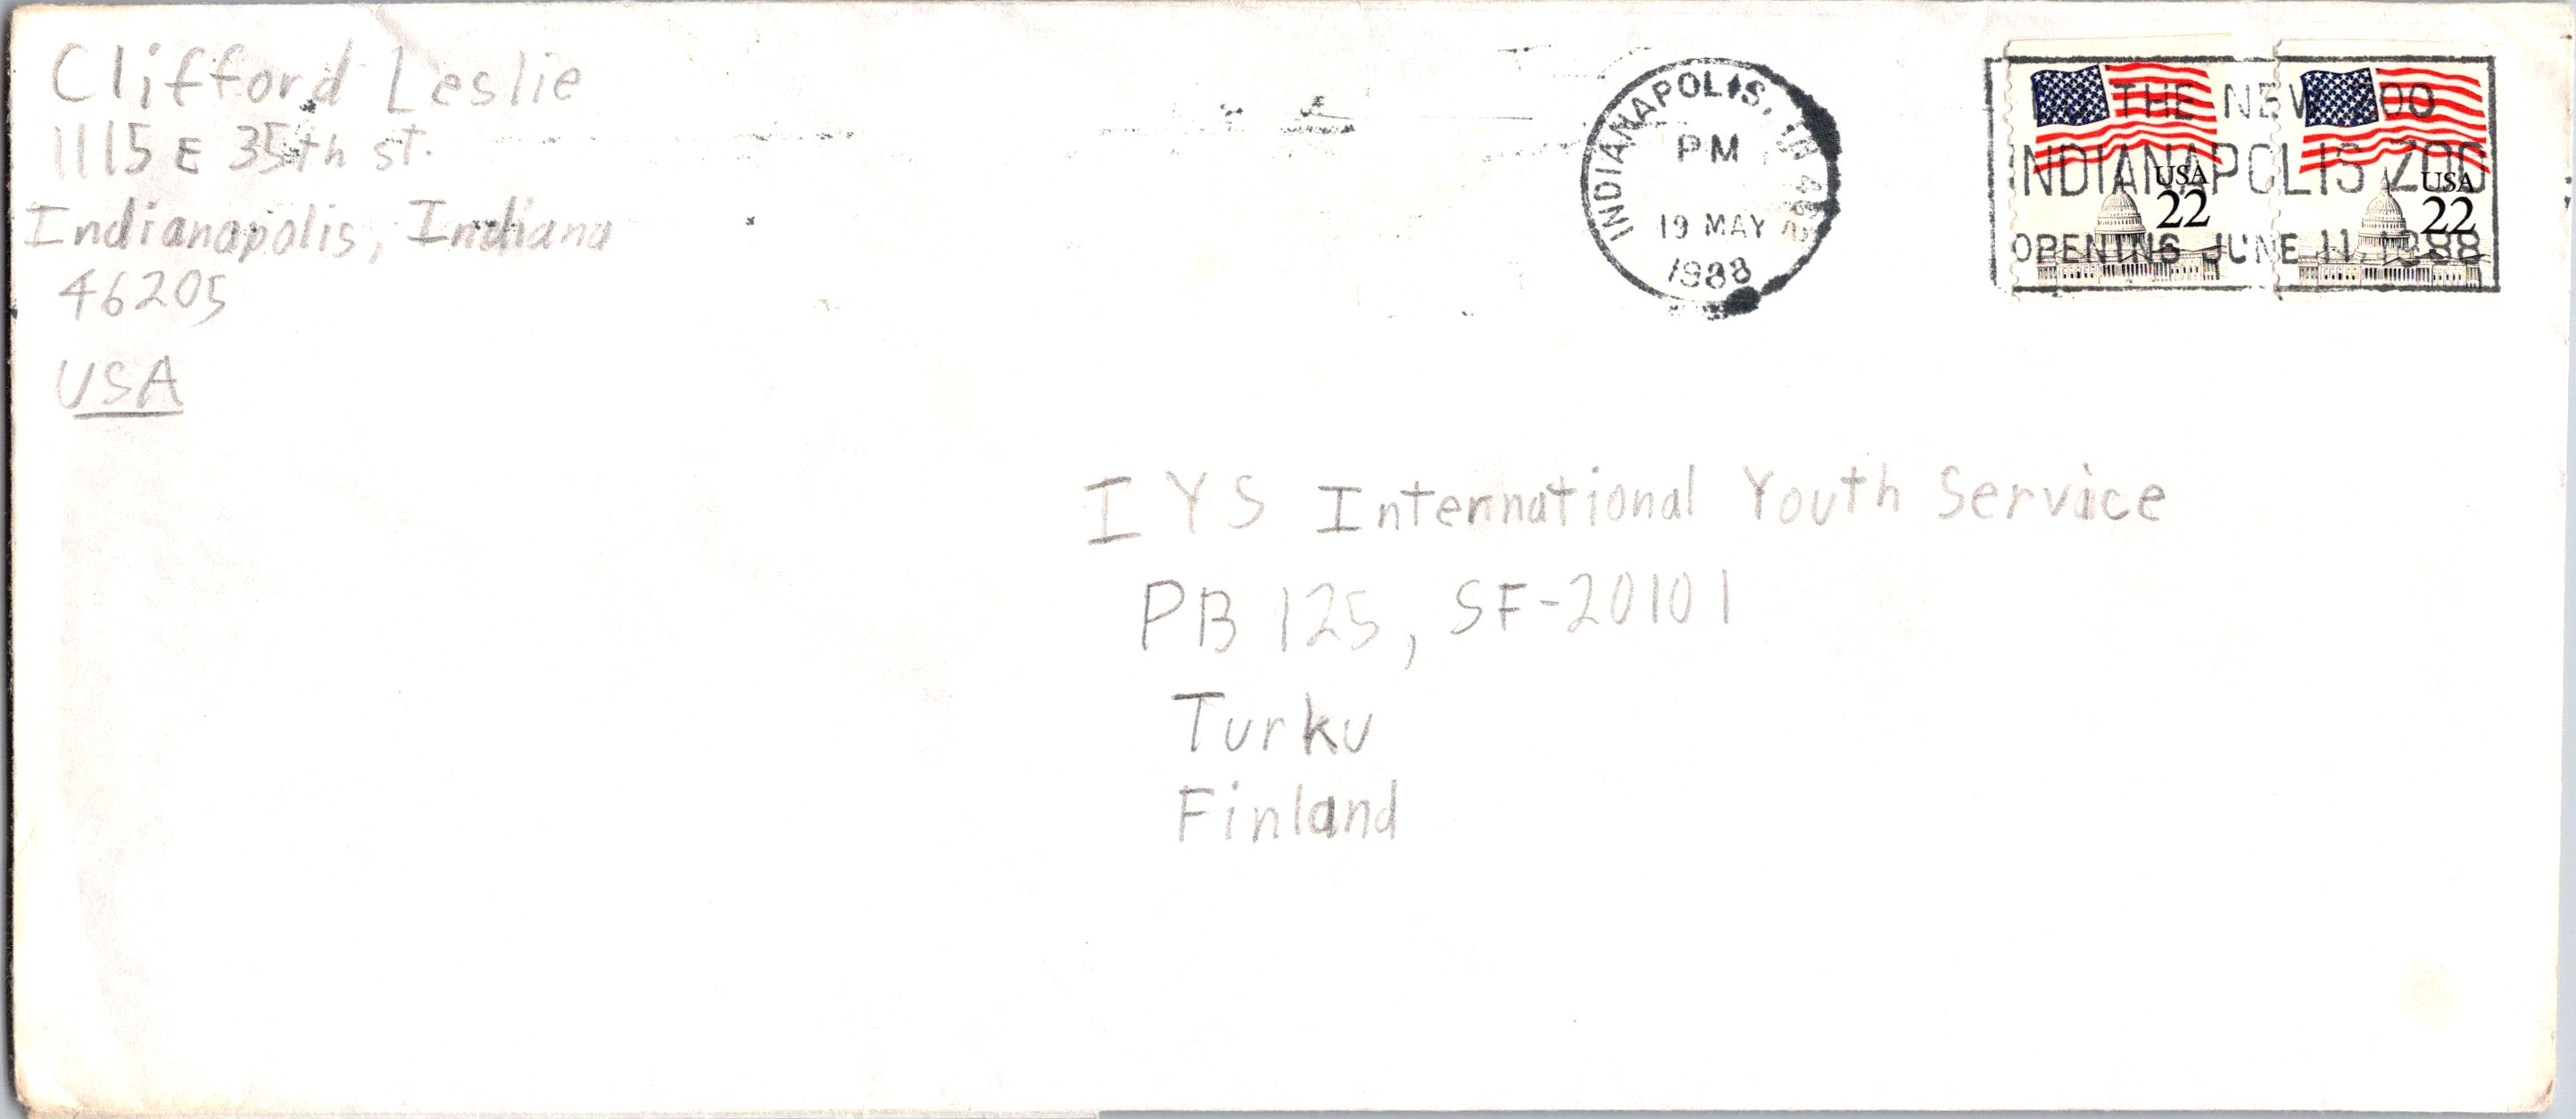 Clifford Leslie
1115 E 35th st.
Indianapolis, Indiana
46205
USA
INDIANAPOLIS, IN
PM
19 MAY
1988
THE NEW ZOO
INDIANAPOLIS ZOO
OPENING JUNE 11, 1988
USA
22
USA
22
IYS International Youth Service
PB 125, SF-20101
Turku
Finland